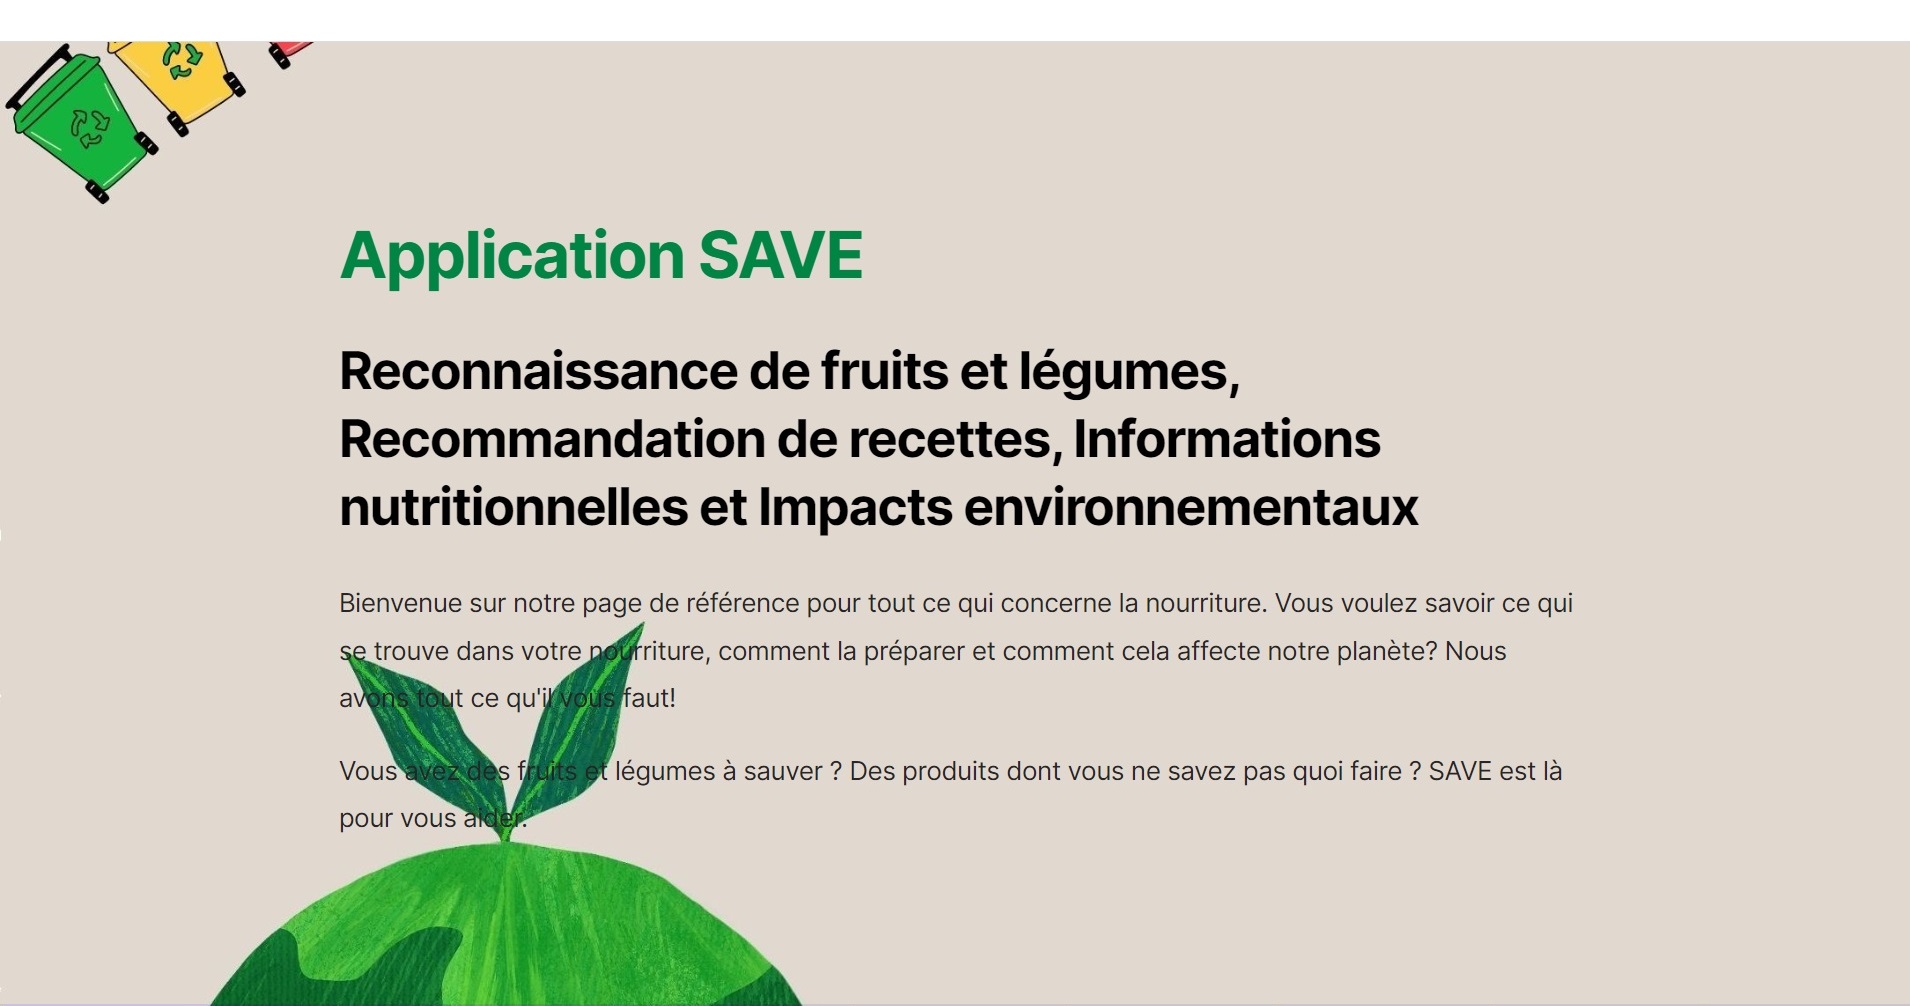 Application SAVE
Reconnaissance de fruits et légumes,
Recommandation de recettes, Informations
nutritionnelles et Impacts environnementaux
Bienvenue sur notre page de référence pour tout ce qui concerne la nourriture. Vous voulez savoir ce qui
se trouve dans votre nourriture, comment la préparer et comment cela affecte notre planète? Nous
avons tout ce qu'il vous faut!
Vous avez des fruits et légumes à sauver ? Des produits dont vous ne savez pas quoi faire ? SAVE est là
pour vous aider.